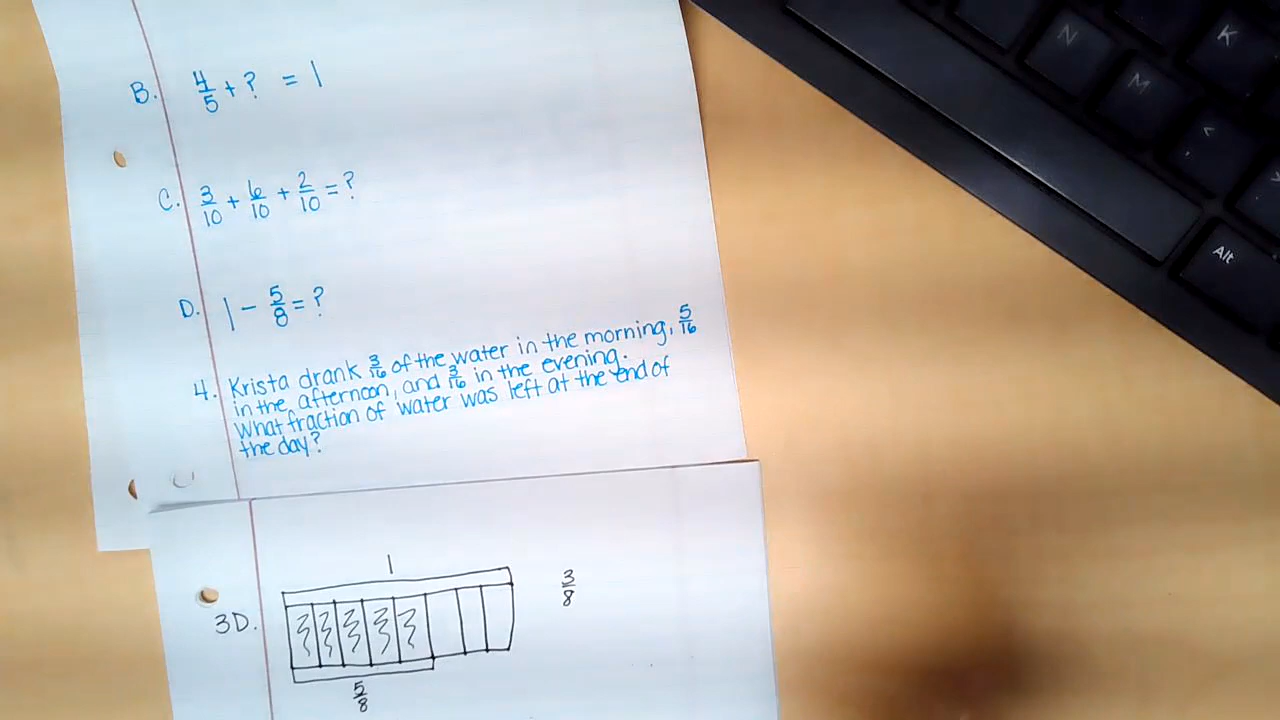 B. 4/5 + ? = 1
C. 3/10 + 6/10 + 2/10 = ?
D. 1 - 5/8 = ?
4. Krista drank 3/16 of the water in the morning, 5/16
in the afternoon, and 3/16 in the evening.
What fraction of water was left at the end of
the day?
1
3D.
3/8
5/8
N
K
M
<
,
Alt